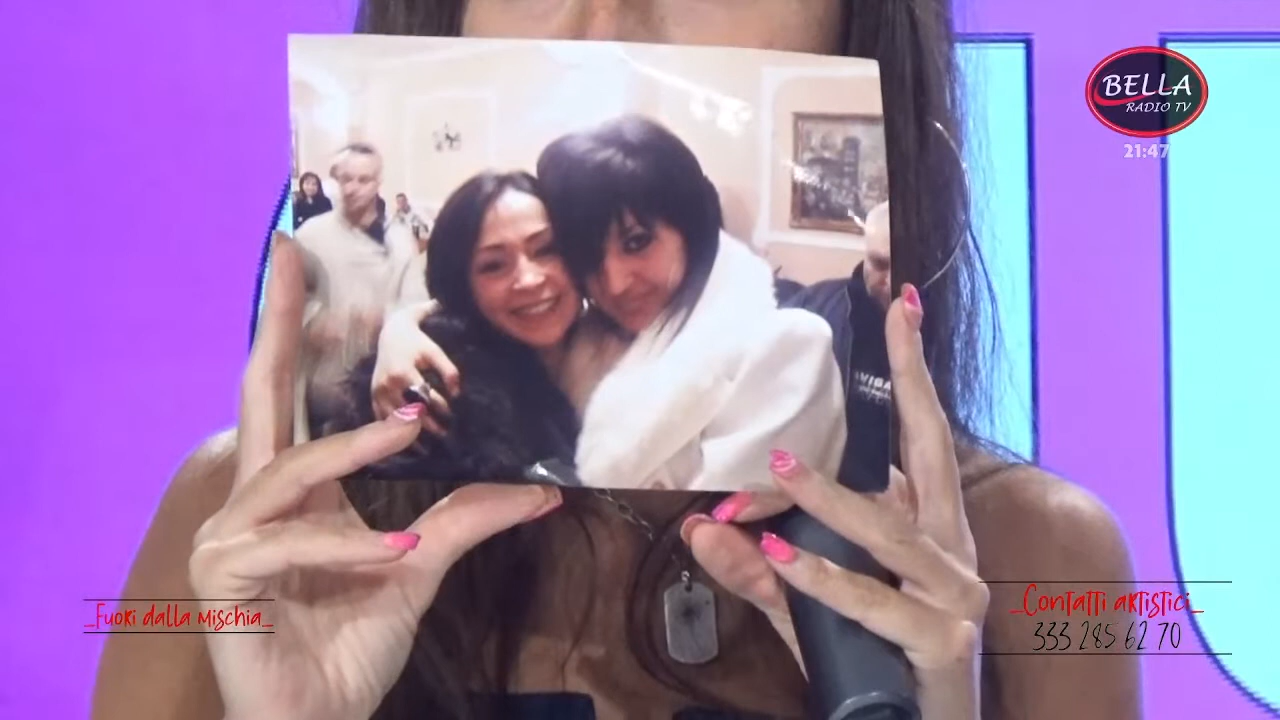 BELLA
RADIO TV
21:47
_Fuori dalla Mischia_
_Contatti artistici_
333 285 62 70